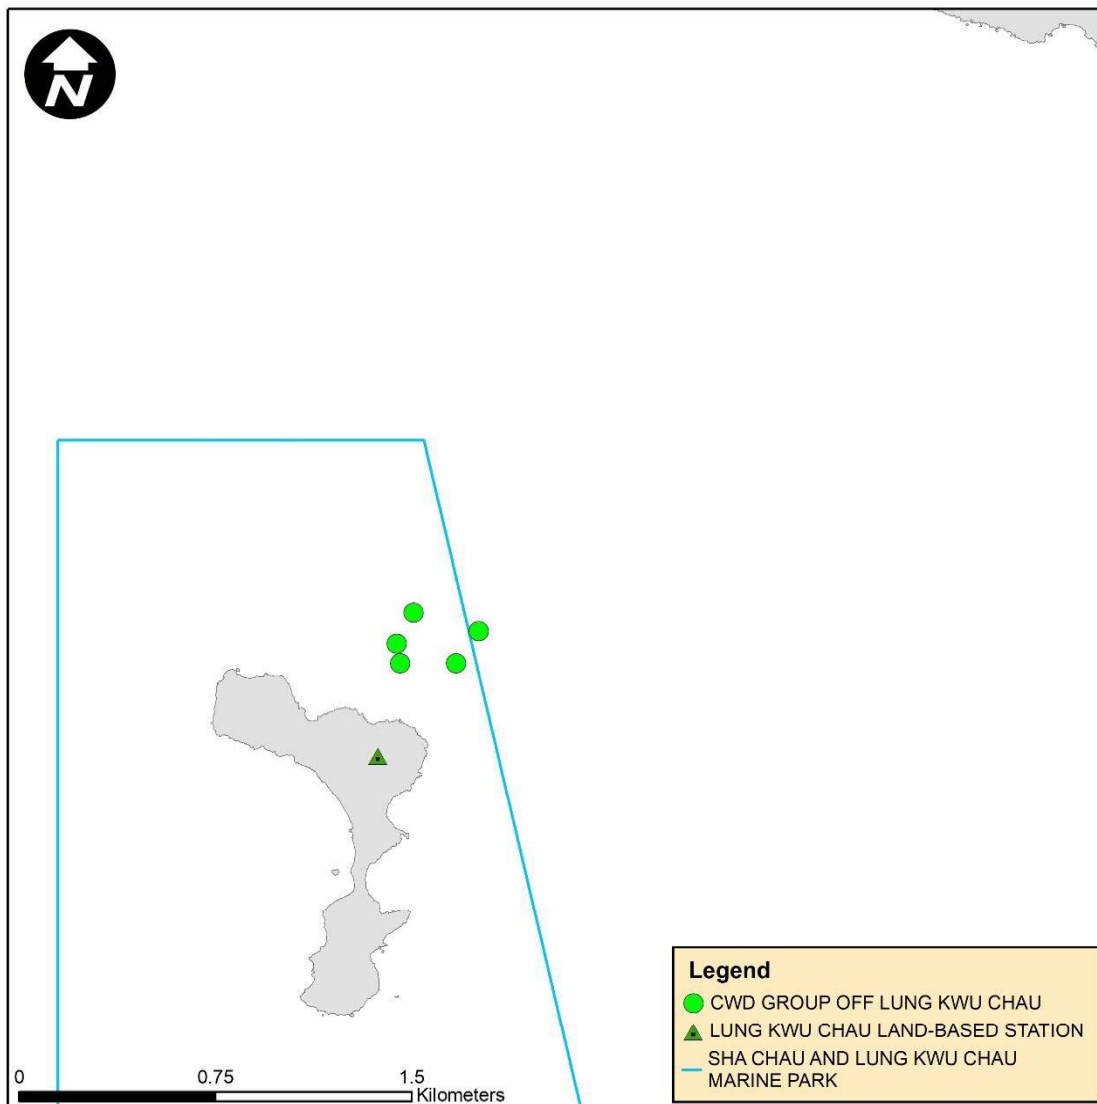 N
Legend
CWD GROUP OFF LUNG KWU CHAU
LUNG KWU CHAU LAND-BASED STATION
SHA CHAU AND LUNG KWU CHAU
MARINE PARK
0 0.75 1.5
Kilometers